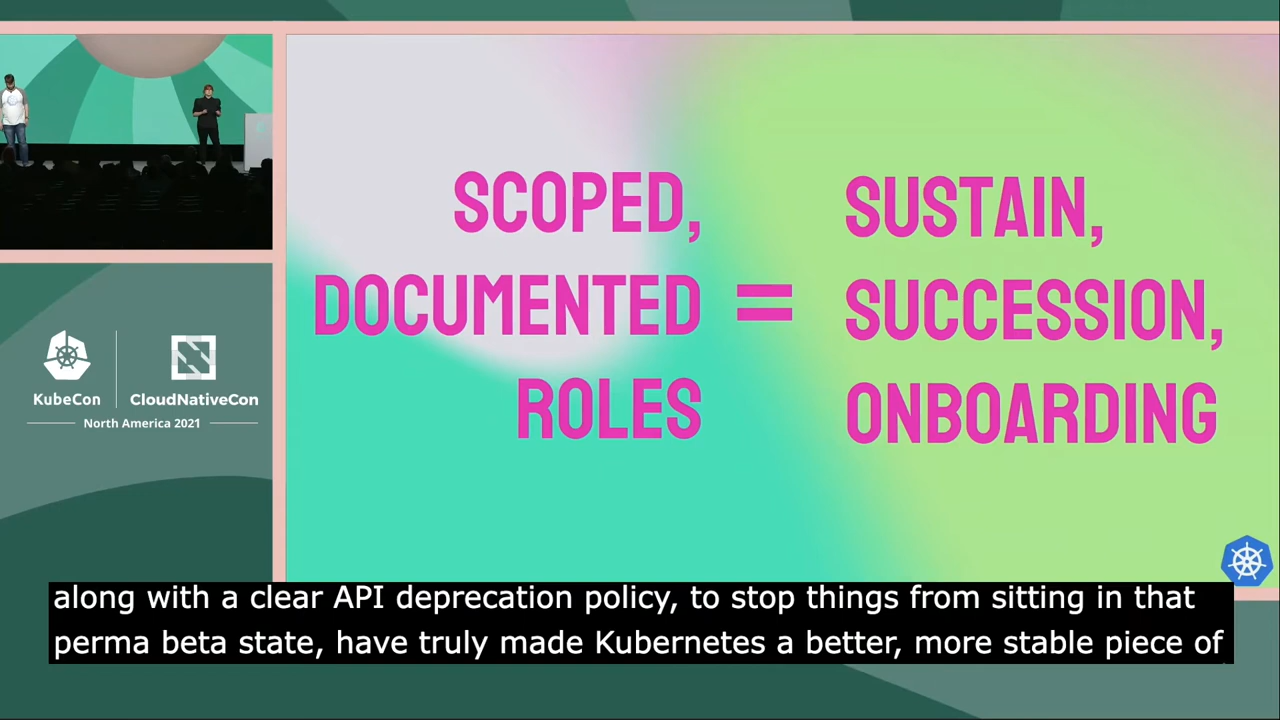 SCOPED,
DOCUMENTED
ROLES
=
SUSTAIN,
SUCCESSION,
ONBOARDING
KubeCon
CloudNativeCon
North America 2021
along with a clear API deprecation policy, to stop things from sitting in that
perma beta state, have truly made Kubernetes a better, more stable piece of